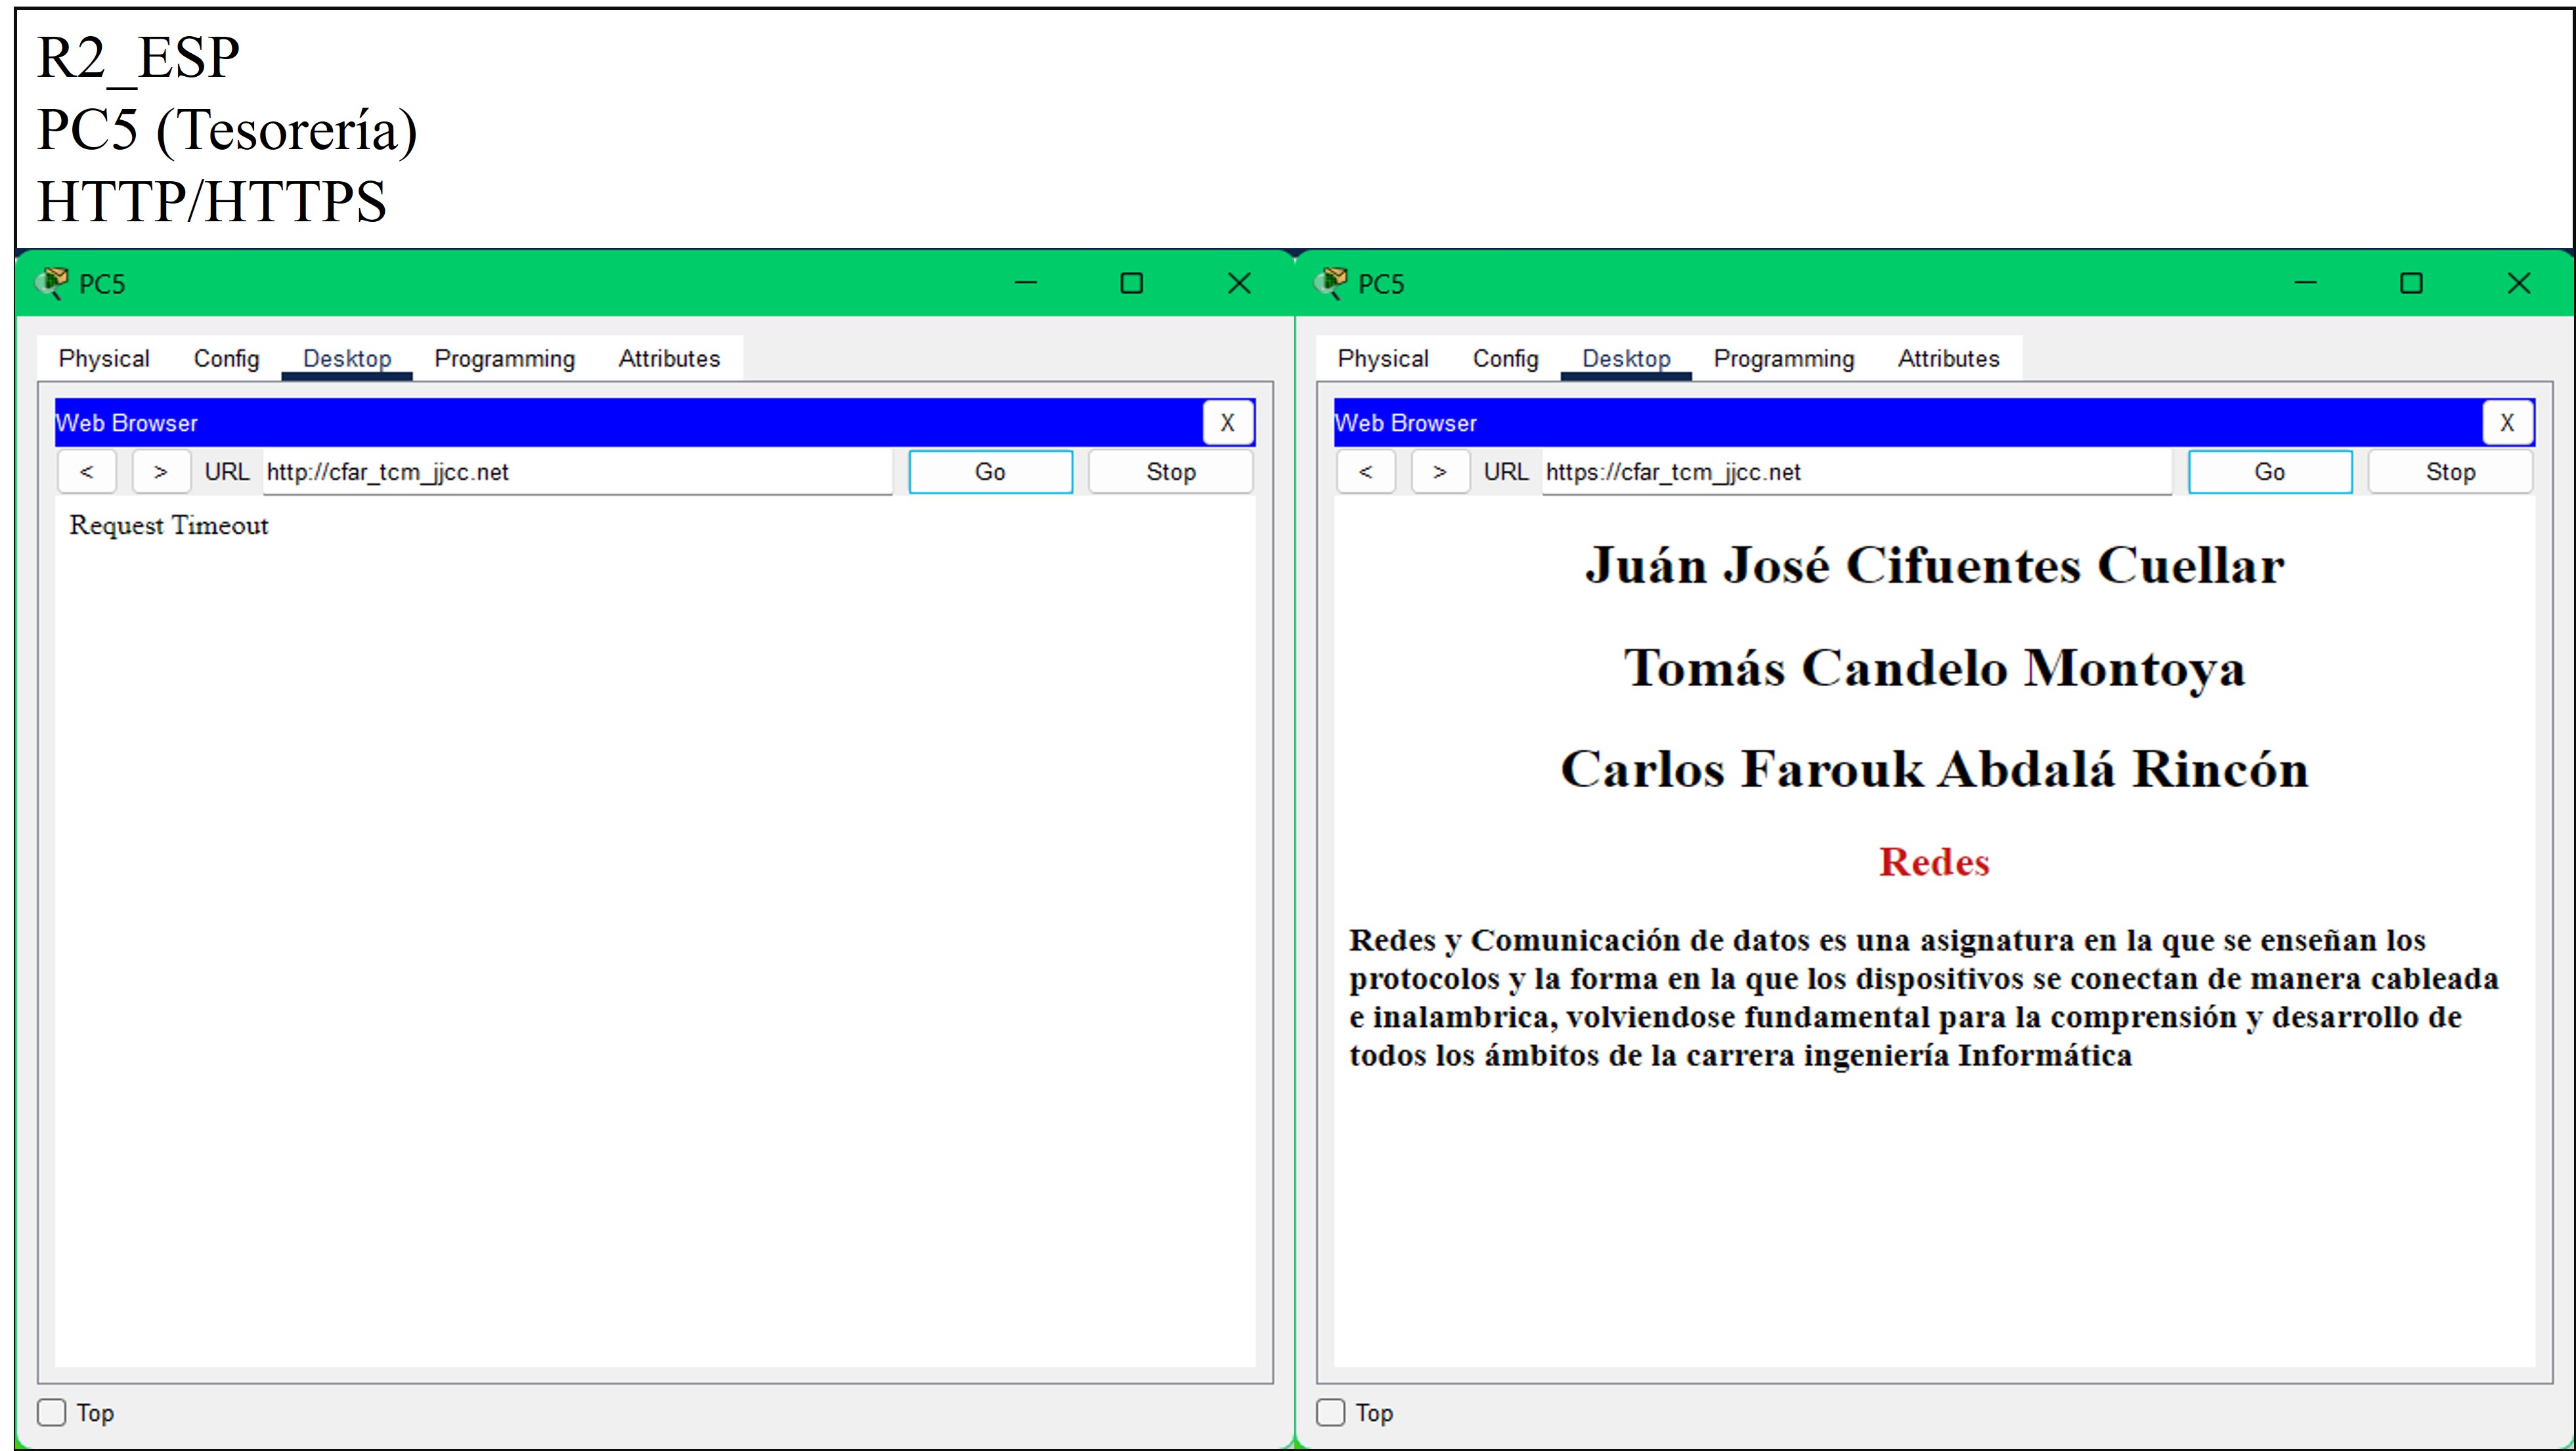 R2_ESP
PC5 (Tesorería)
HTTP/HTTPS
PC5
Physical Config Desktop Programming Attributes
Web Browser X
< > URL http://cfar_tcm_jjcc.net Go Stop
Request Timeout
Top
PC5
Physical Config Desktop Programming Attributes
Web Browser X
< > URL https://cfar_tcm_jjcc.net Go Stop
Juán José Cifuentes Cuellar
Tomás Candelo Montoya
Carlos Farouk Abdalá Rincón
Redes
Redes y Comunicación de datos es una asignatura en la que se enseñan los
protocolos y la forma en la que los dispositivos se conectan de manera cableada
e inalambrica, volviendose fundamental para la comprensión y desarrollo de
todos los ámbitos de la carrera ingeniería Informática
Top